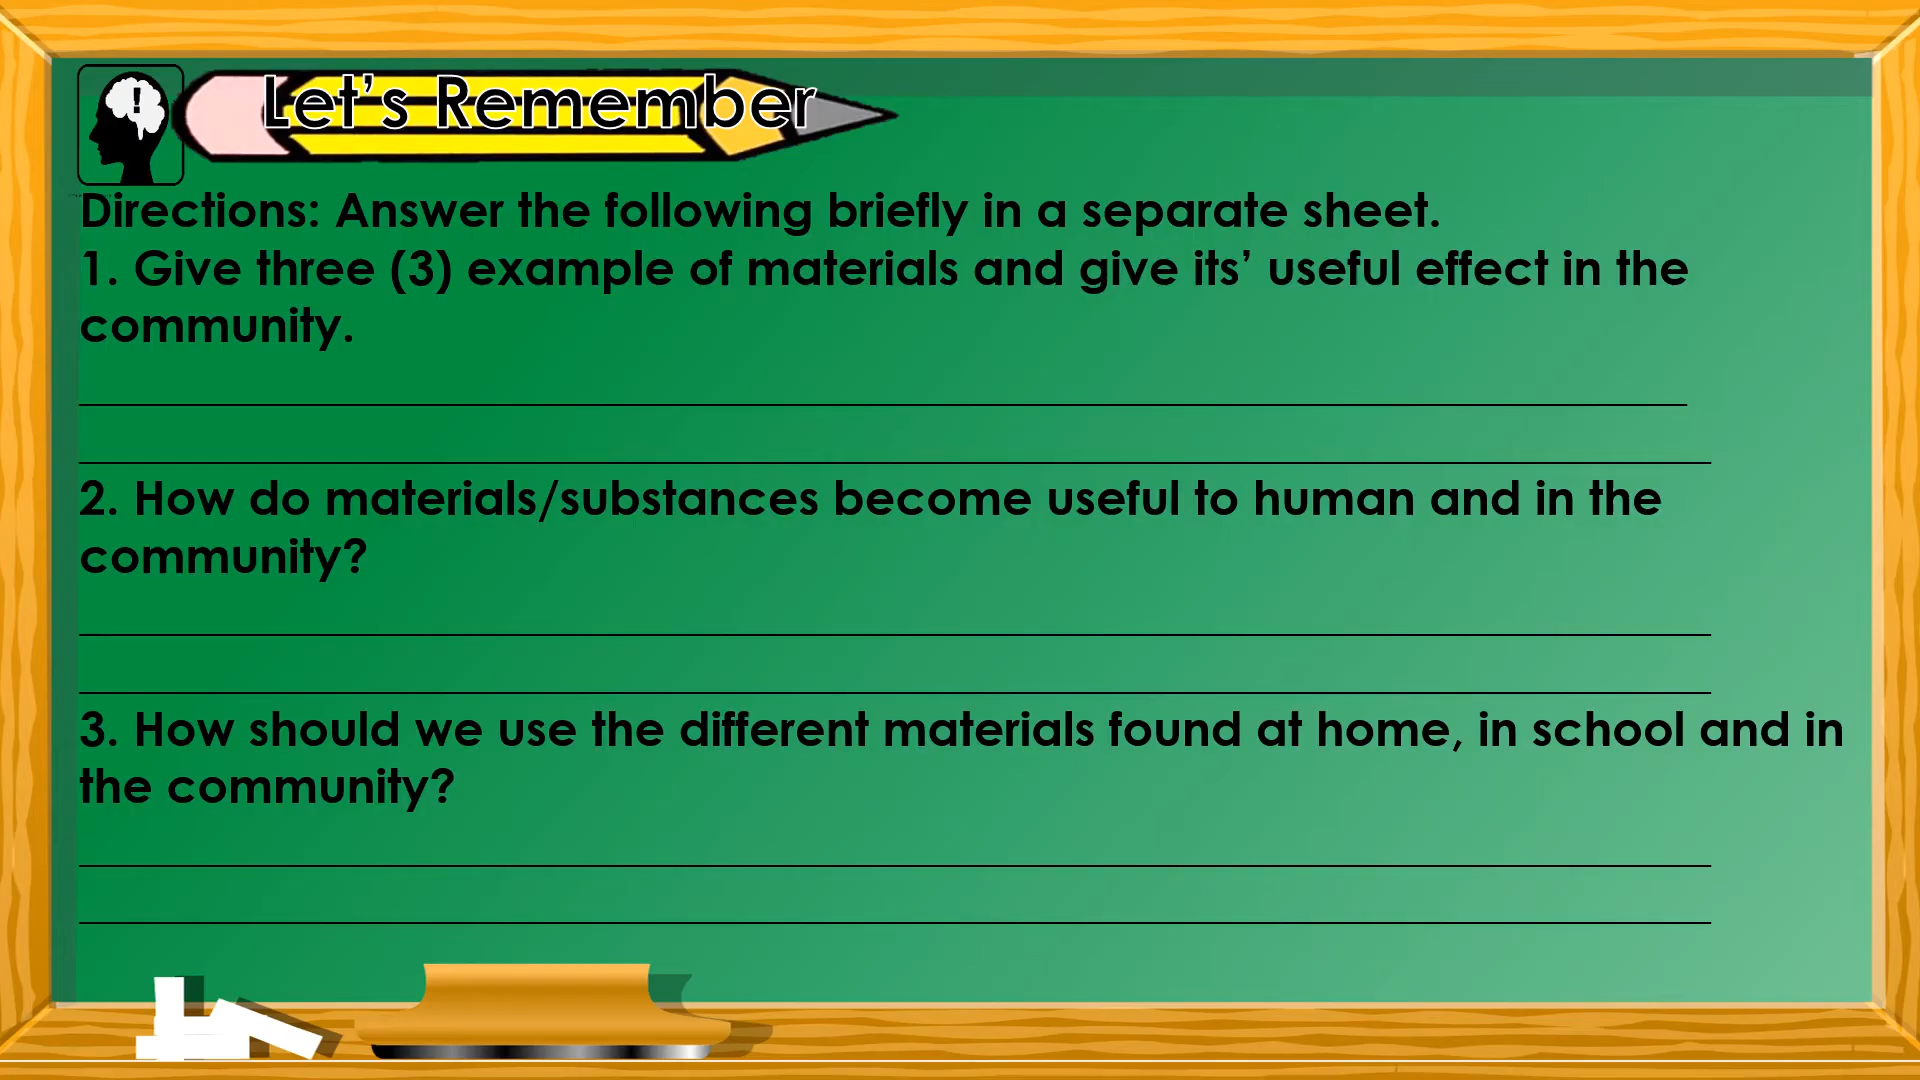 Let’s Remember
Directions: Answer the following briefly in a separate sheet.
1. Give three (3) example of materials and give its’ useful effect in the
community.
2. How do materials/substances become useful to human and in the
community?
3. How should we use the different materials found at home, in school and in
the community?